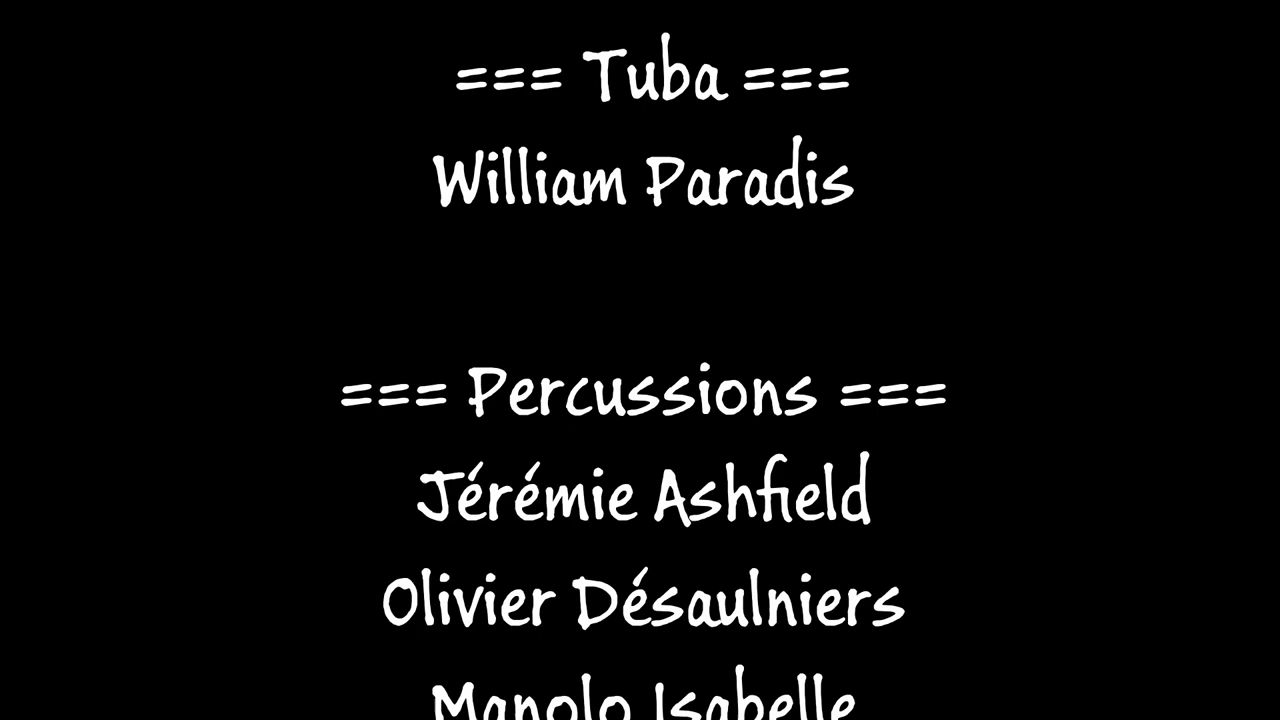 === Tuba ===
William Paradis
=== Percussions ===
Jérémie Ashfield
Olivier Désaulniers
Manolo Isabelle